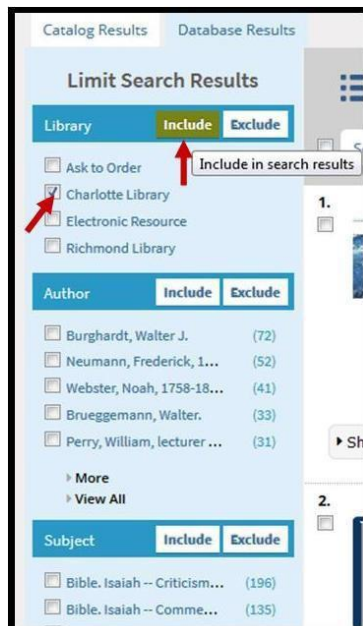 Catalog Results Database Results
Limit Search Results
Library Include Exclude
Include in search results
Ask to Order
Charlotte Library
Electronic Resource
Richmond Library
Author Include Exclude
Burghardt, Walter J. (72)
Neumann, Frederick, 1... (52)
Webster, Noah, 1758-18... (41)
Brueggemann, Walter. (33)
Perry, William, lecturer ... (31)
More
View All
Subject Include Exclude
Bible. Isaiah -- Criticism... (196)
Bible. Isaiah -- Comme... (135)
1.
Sh
2.